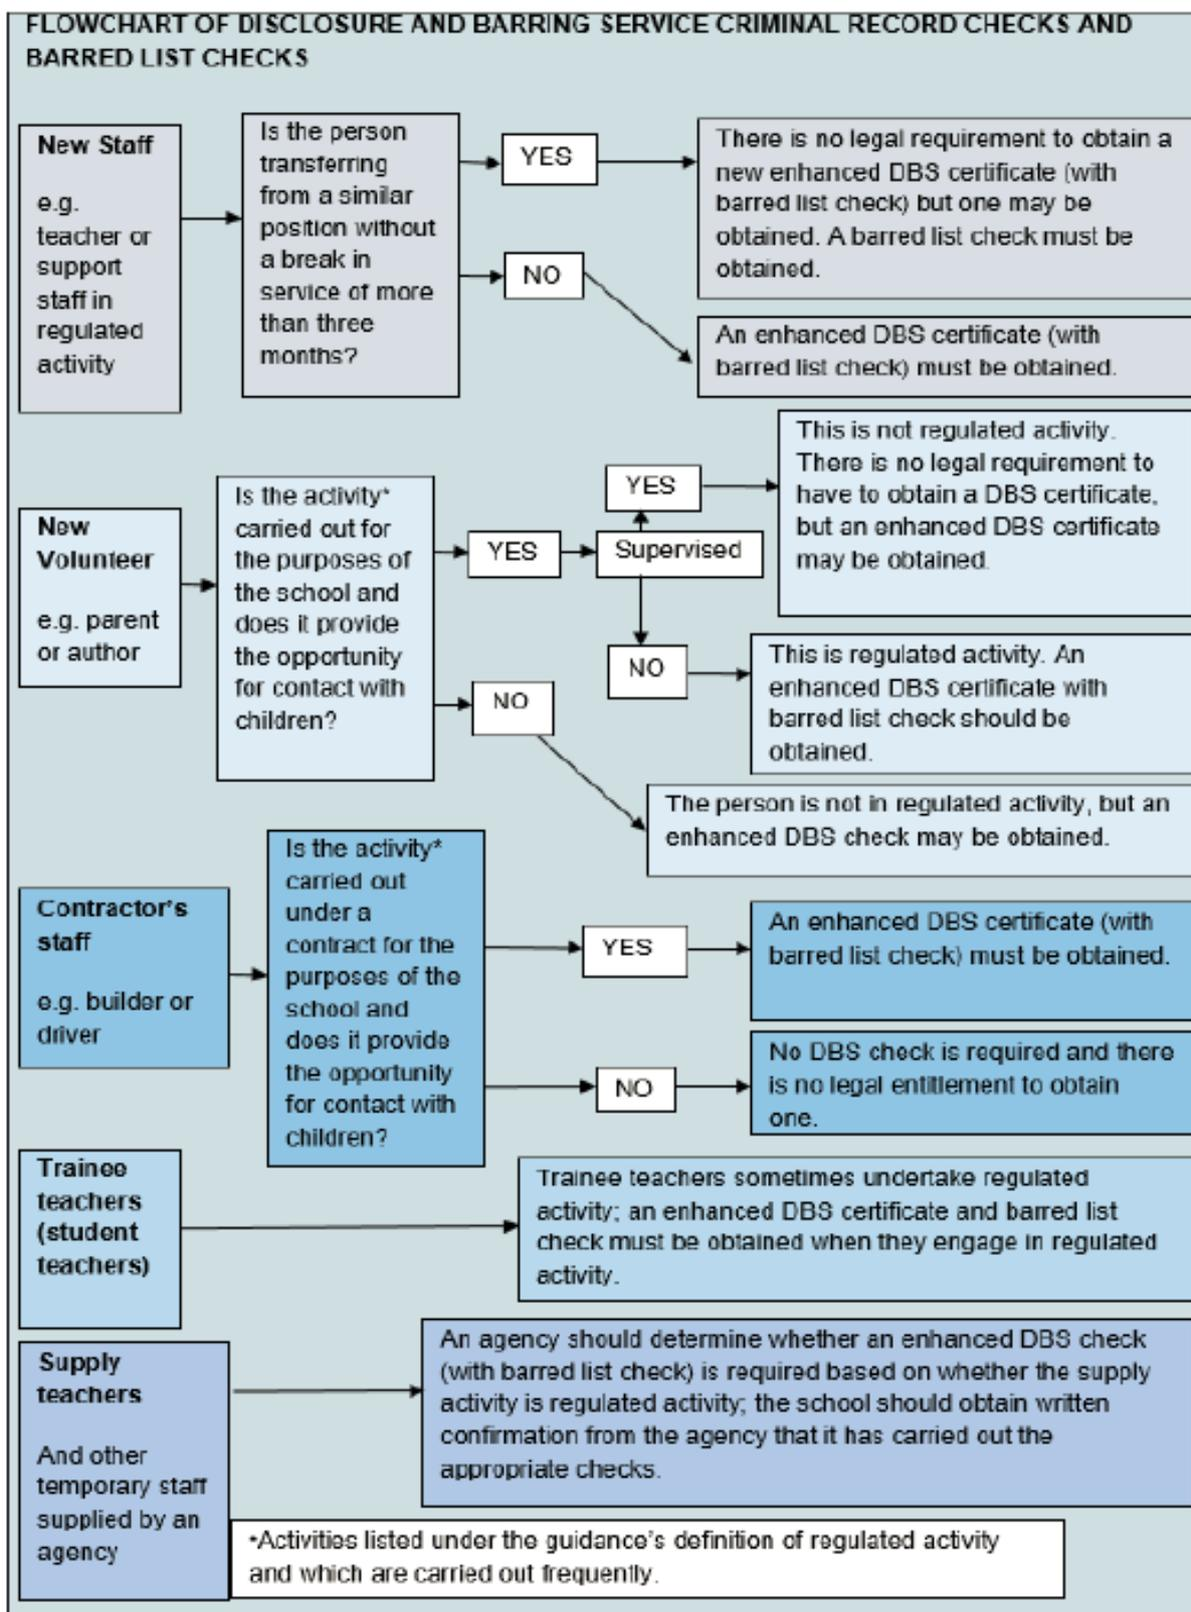 FLOWCHART OF DISCLOSURE AND BARRING SERVICE CRIMINAL RECORD CHECKS AND
BARRED LIST CHECKS
New Staff
e.g.
teacher or
support
staff in
regulated
activity
Is the person
transferring
from a similar
position without
a break in
service of more
than three
months?
YES
There is no legal requirement to obtain a
new enhanced DBS certificate (with
barred list check) but one may be
obtained. A barred list check must be
obtained.
NO
An enhanced DBS certificate (with
barred list check) must be obtained.
New
Volunteer
e.g. parent
or author
Is the activity*
carried out for
the purposes of
the school and
does it provide
the opportunity
for contact with
children?
YES
Supervised
YES
This is not regulated activity.
There is no legal requirement to
have to obtain a DBS certificate,
but an enhanced DBS certificate
may be obtained.
NO
This is regulated activity. An
enhanced DBS certificate with
barred list check should be
obtained.
NO
The person is not in regulated activity, but an
enhanced DBS check may be obtained.
Contractor's
staff
e.g. builder or
driver
Is the activity*
carried out
under a
contract for the
purposes of the
school and
does it provide
the opportunity
for contact with
children?
YES
An enhanced DBS certificate (with
barred list check) must be obtained.
NO
No DBS check is required and there
is no legal entitlement to obtain
one.
Trainee
teachers
(student
teachers)
Trainee teachers sometimes undertake regulated
activity; an enhanced DBS certificate and barred list
check must be obtained when they engage in regulated
activity.
Supply
teachers
And other
temporary staff
supplied by an
agency
An agency should determine whether an enhanced DBS check
(with barred list check) is required based on whether the supply
activity is regulated activity; the school should obtain written
confirmation from the agency that it has carried out the
appropriate checks.
*Activities listed under the guidance's definition of regulated activity
and which are carried out frequently.